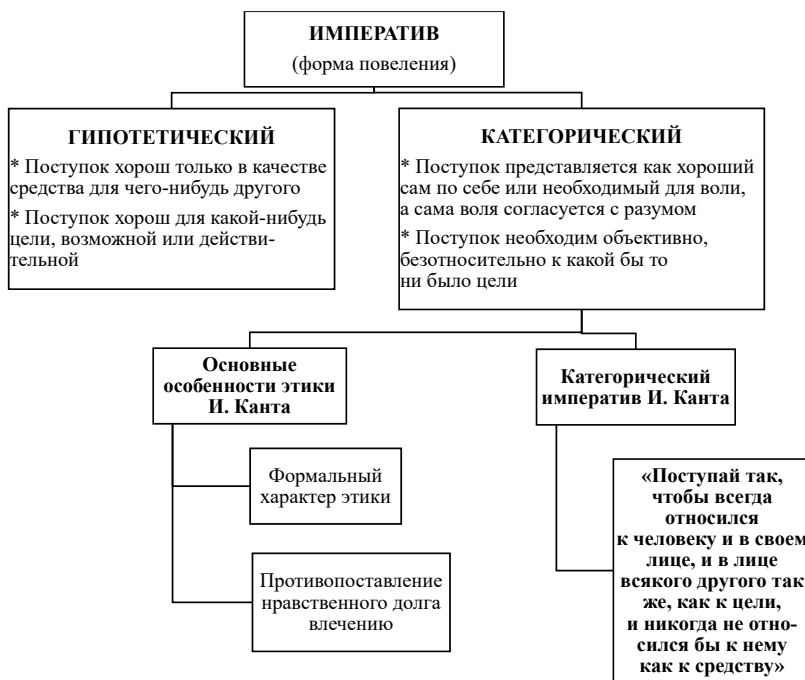 ИМПЕРАТИВ
(форма повеления)
ГИПОТЕТИЧЕСКИЙ
* Поступок хорош только в качестве
средства для чего-нибудь другого
* Поступок хорош для какой-нибудь
цели, возможной или действи-
тельной
КАТЕГОРИЧЕСКИЙ
* Поступок представляется как хороший
сам по себе или необходимый для воли,
а сама воля согласуется с разумом
* Поступок необходим объективно,
безотносительно к какой бы то
ни было цели
Основные
особенности этики
И. Канта
Формальный
характер этики
Противопоставление
нравственного долга
влечению
Категорический
императив И. Канта
«Поступай так,
чтобы всегда
относился
к человеку и в своем
лице, и в лице
всякого другого так
же, как к цели,
и никогда не отно-
сился бы к нему
как к средству»